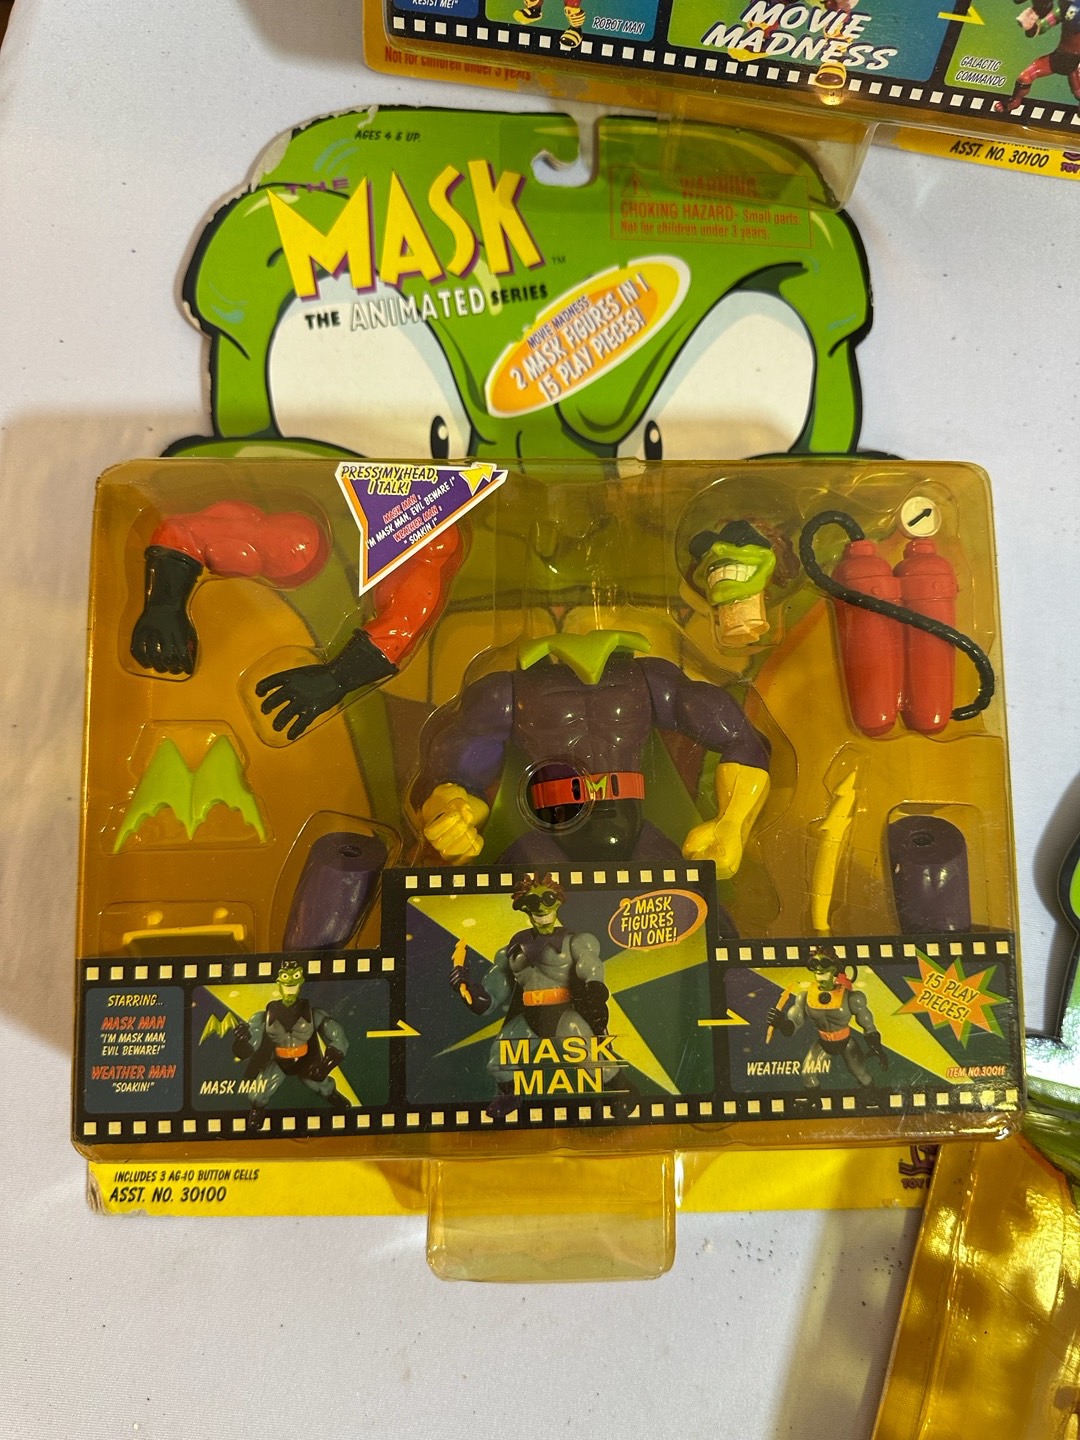 RESIST ME!"
ROBOT MAN
MOVIE
MADNESS
GALACTIC
COMMANDO
Not for children under 3 years
ASST. NO. 30100
AGES 4 & UP.
THE
MASK
TM
THE ANIMATED SERIES
WARNING
CHOKING HAZARD- Small parts.
Not for children under 3 years.
MOVIE MADNESS
2 MASK FIGURES IN 1
15 PLAY PIECES!
PRESS MY HEAD,
I TALK!
MASK MAN:
"I'M MASK MAN, EVIL BEWARE!"
WEATHER MAN:
"SOAKIN'!"
2 MASK
FIGURES
IN ONE!
STARRING...
MASK MAN
"I'M MASK MAN,
EVIL BEWARE!"
WEATHER MAN
"SOAKIN!"
MASK MAN
MASK
MAN
WEATHER MAN
15 PLAY
PIECES!
ITEM NO.30011
INCLUDES 3 AG-10 BUTTON CELLS
ASST. NO. 30100